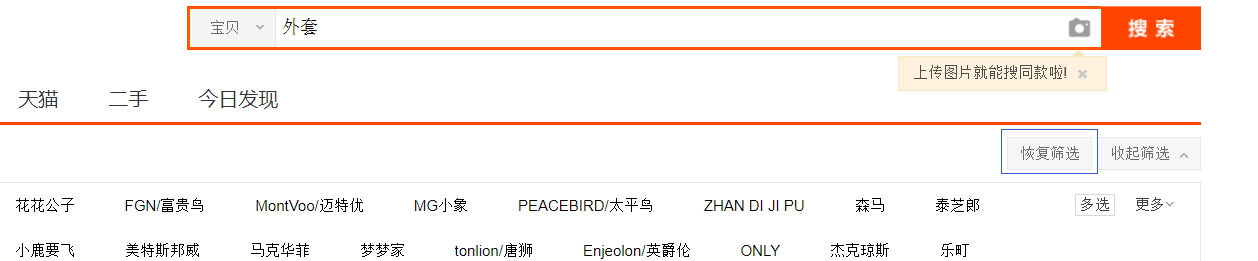 宝贝 外套 搜索
上传图片就能搜同款啦! ×
天猫 二手 今日发现
恢复筛选 收起筛选
花花公子 FGN/富贵鸟 MontVoo/迈特优 MG小象 PEACEBIRD/太平鸟 ZHAN DI JI PU 森马 泰芝郎 多选 更多
小鹿要飞 美特斯邦威 马克华菲 梦梦家 tonlion/唐狮 Enjeolon/英爵伦 ONLY 杰克琼斯 乐町